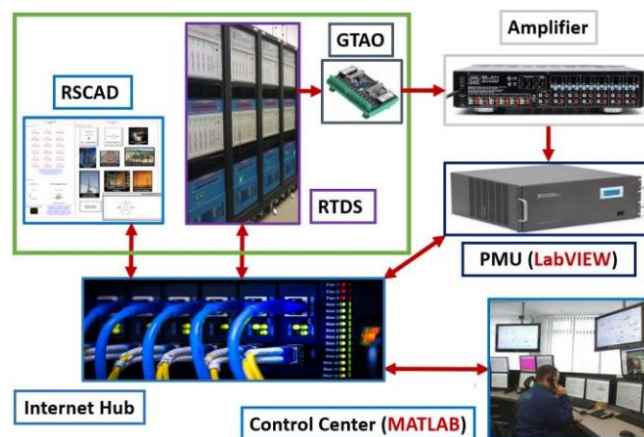 GTAO
Amplifier
RSCAD
RTDS
PMU (LabVIEW)
Internet Hub
Control Center (MATLAB)